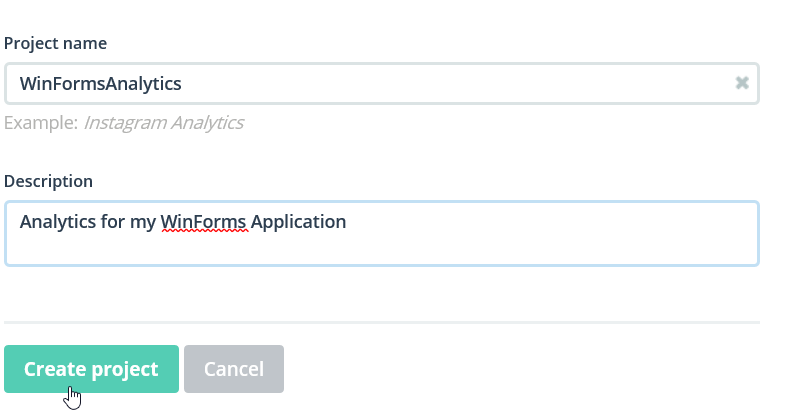 Project name
WinFormsAnalytics
Example: Instagram Analytics
Description
Analytics for my WinForms Application
Create project
Cancel